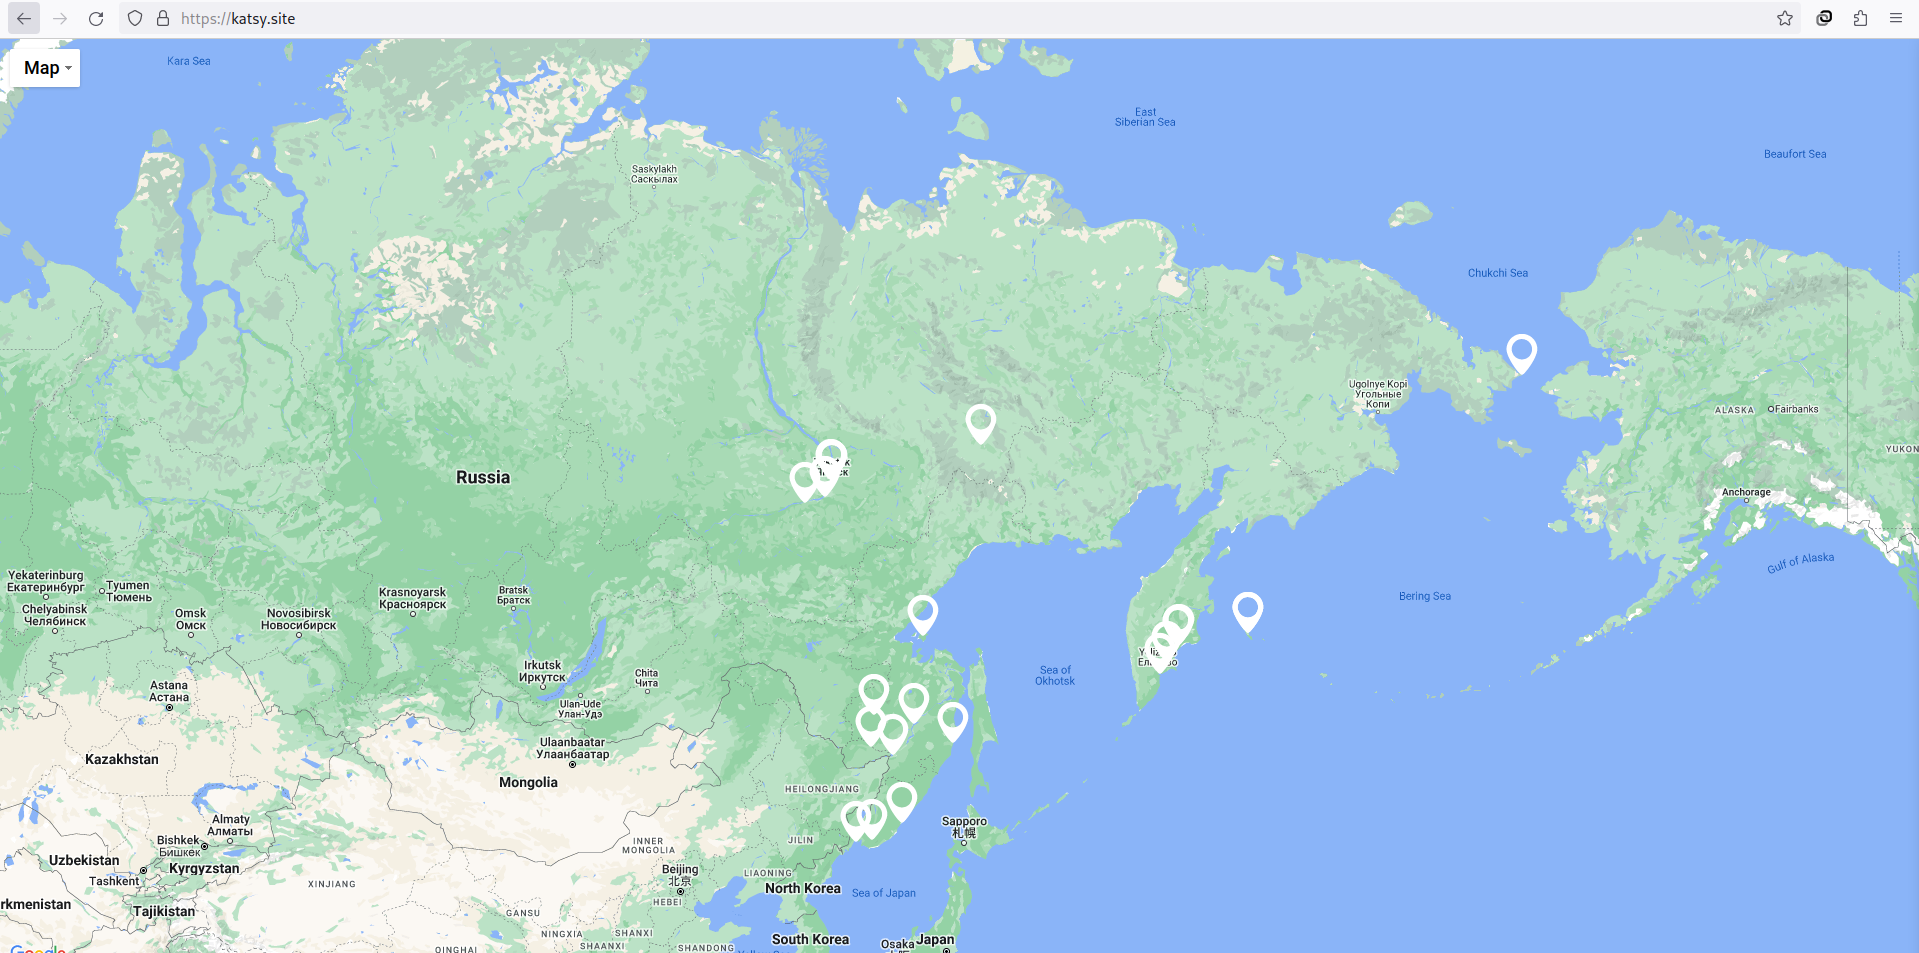 https://katsy.site
Map
Kara Sea
East
Siberian Sea
Beaufort Sea
Saskylakh
Саскылах
Chukchi Sea
Ugolnye Kopi
Угольные
Копи
ALASKA
Fairbanks
YUKON
Russia
Anchorage
Gulf of Alaska
Yekaterinburg
Екатеринбург
Tyumen
Тюмень
Chelyabinsk
Челябинск
Omsk
Омск
Novosibirsk
Новосибирск
Krasnoyarsk
Красноярск
Bratsk
Братск
Bering Sea
Irkutsk
Иркутск
Chita
Чита
Ulan-Ude
Улан-Удэ
Sea of
Okhotsk
Astana
Астана
Ulaanbaatar
Улаанбаатар
Kazakhstan
Mongolia
HEILONGJIANG
Almaty
Алматы
Bishkek
Бишкек
Sapporo
札幌
INNER
MONGOLIA
JILIN
Uzbekistan
Kyrgyzstan
Tashkent
Beijing
北京
LIAONING
North Korea
Sea of Japan
XINJIANG
HEBEI
rkmenistan
Tajikistan
GANSU
NINGXIA
SHANXI
SHAANXI
SHANDONG
QINGHAI
South Korea
Osaka
Japan
Google